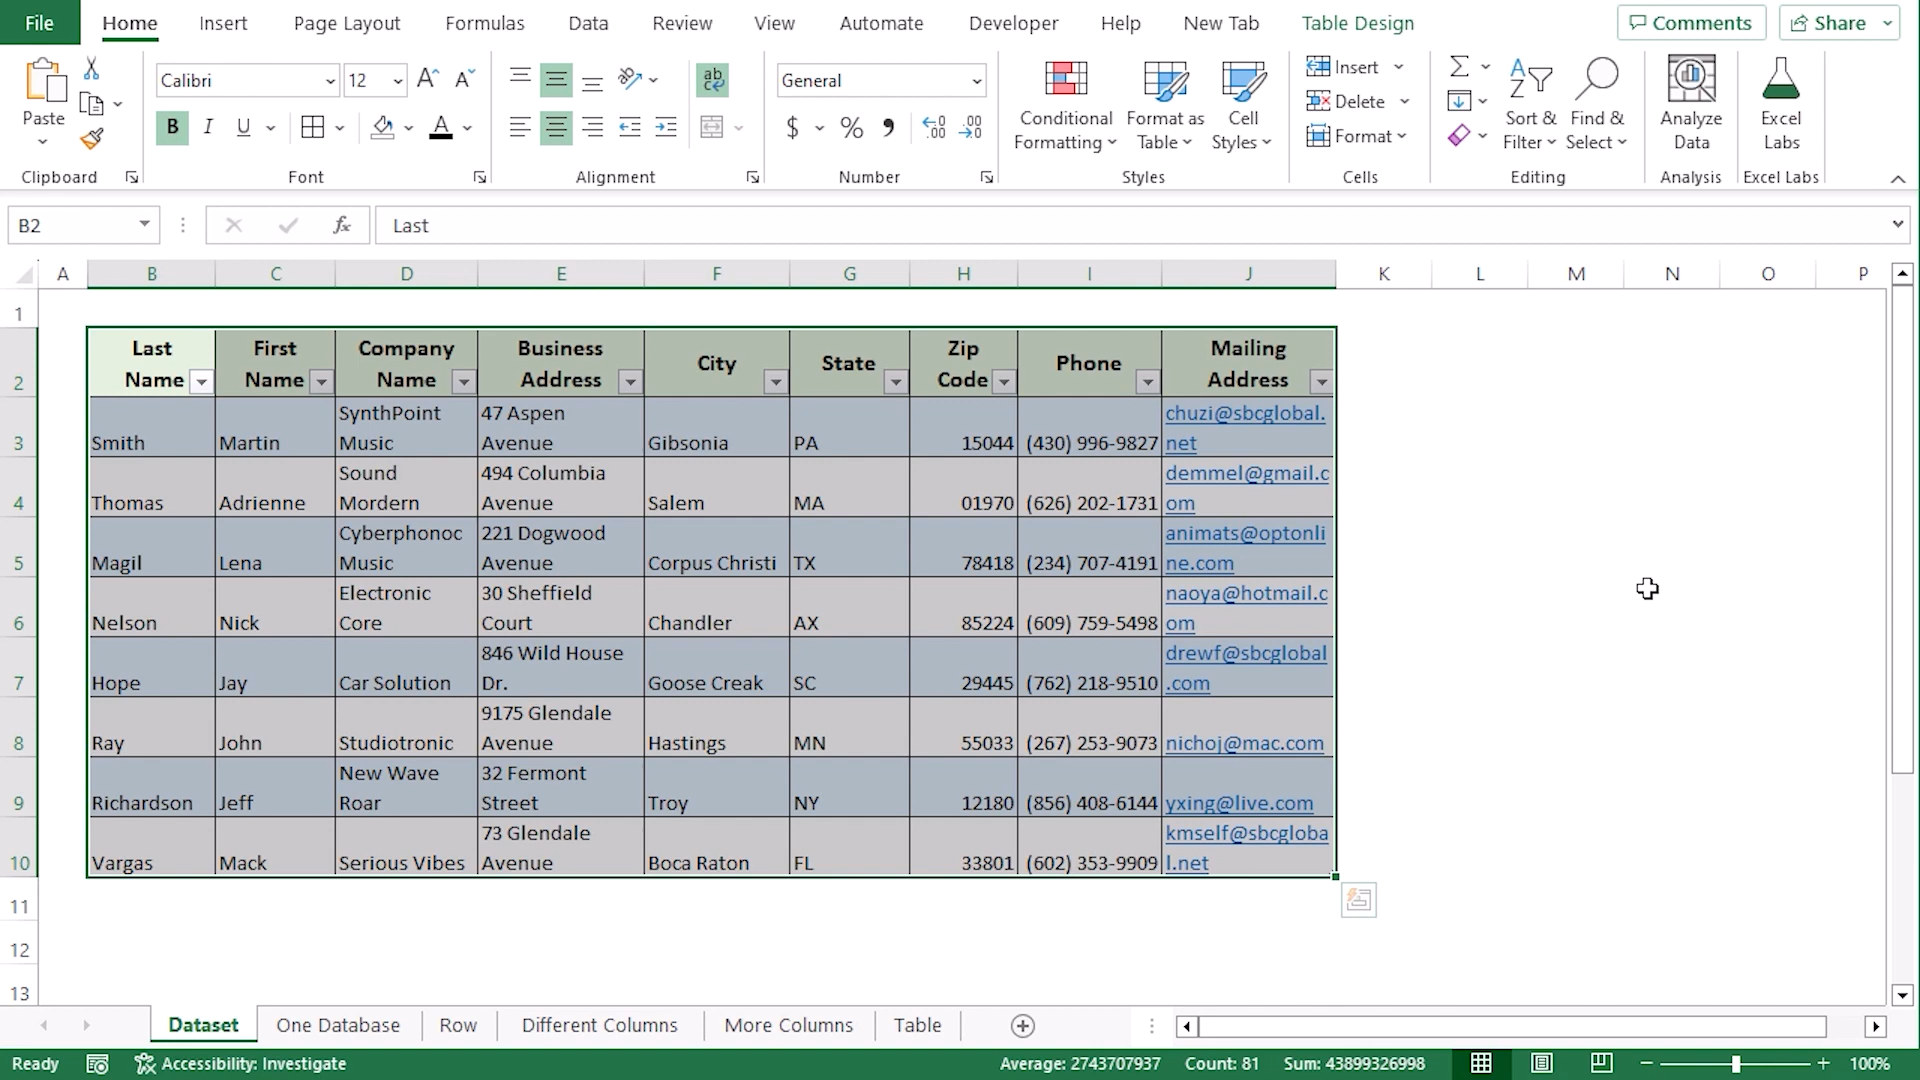 File Home Insert Page Layout Formulas Data Review View Automate Developer Help New Tab Table Design Comments Share
Calibri 12 A^ A˅ ab General Insert Σ A
Paste B I U A $ % 9 .00 .00 Conditional Format as Cell Delete Z Sort & Find & Analyze Excel
Formatting Table Styles Format Filter Select Data Labs
Clipboard Font Alignment Number Styles Cells Editing Analysis Excel Labs
B2 fx Last
A B C D E F G H I J K L M N O P
1
2 Last Name First Name Company Name Business Address City State Zip Code Phone Mailing Address
3 Smith Martin SynthPoint Music 47 Aspen Avenue Gibsonia PA 15044 (430) 996-9827 chuzi@sbcglobal.net
4 Thomas Adrienne Sound Mordern 494 Columbia Avenue Salem MA 01970 (626) 202-1731 demmel@gmail.com
5 Magil Lena Cyberphonoc Music 221 Dogwood Avenue Corpus Christi TX 78418 (234) 707-4191 animats@optonline.com
6 Nelson Nick Electronic Core 30 Sheffield Court Chandler AX 85224 (609) 759-5498 naoya@hotmail.com
7 Hope Jay Car Solution 846 Wild House Dr. Goose Creak SC 29445 (762) 218-9510 drewf@sbcglobal.com
8 Ray John Studiotronic 9175 Glendale Avenue Hastings MN 55033 (267) 253-9073 nichoj@mac.com
9 Richardson Jeff New Wave Roar 32 Fermont Street Troy NY 12180 (856) 408-6144 yxing@live.com
10 Vargas Mack Serious Vibes 73 Glendale Avenue Boca Raton FL 33801 (602) 353-9909 kmself@sbcglobal.net
11
12
13
Dataset One Database Row Different Columns More Columns Table
Ready Accessibility: Investigate Average: 2743707937 Count: 81 Sum: 43899326998 100%